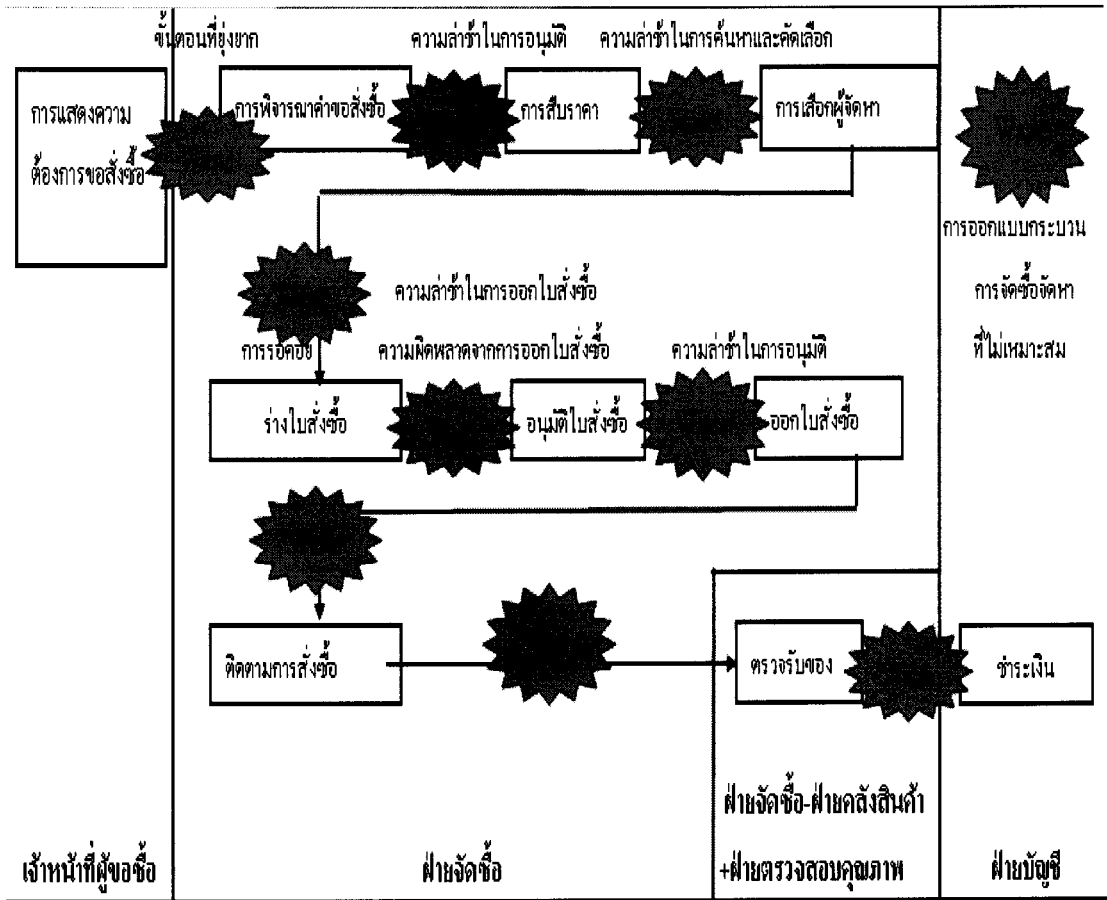 ขั้นตอนที่ยุ่งยาก
ความล่าช้าในการอนุมัติ
ความล่าช้าในการค้นหาและคัดเลือก
การแสดงความ
ต้องการขอสั่งซื้อ
การพิจารณาคำขอสั่งซื้อ
การสืบราคา
การเลือกผู้จัดหา
การออกแบบกระบวน
การจัดซื้อจัดหา
ที่ไม่เหมาะสม
ความล่าช้าในการออกใบสั่งซื้อ
การรอคอย
ความผิดพลาดจากการออกใบสั่งซื้อ
ความล่าช้าในการอนุมัติ
ร่างใบสั่งซื้อ
อนุมัติใบสั่งซื้อ
ออกใบสั่งซื้อ
ติดตามการสั่งซื้อ
ตรวจรับของ
ชำระเงิน
ฝ่ายจัดซื้อ-ฝ่ายคลังสินค้า
+ฝ่ายตรวจสอบคุณภาพ
เจ้าหน้าที่ผู้ขอซื้อ
ฝ่ายจัดซื้อ
ฝ่ายบัญชี